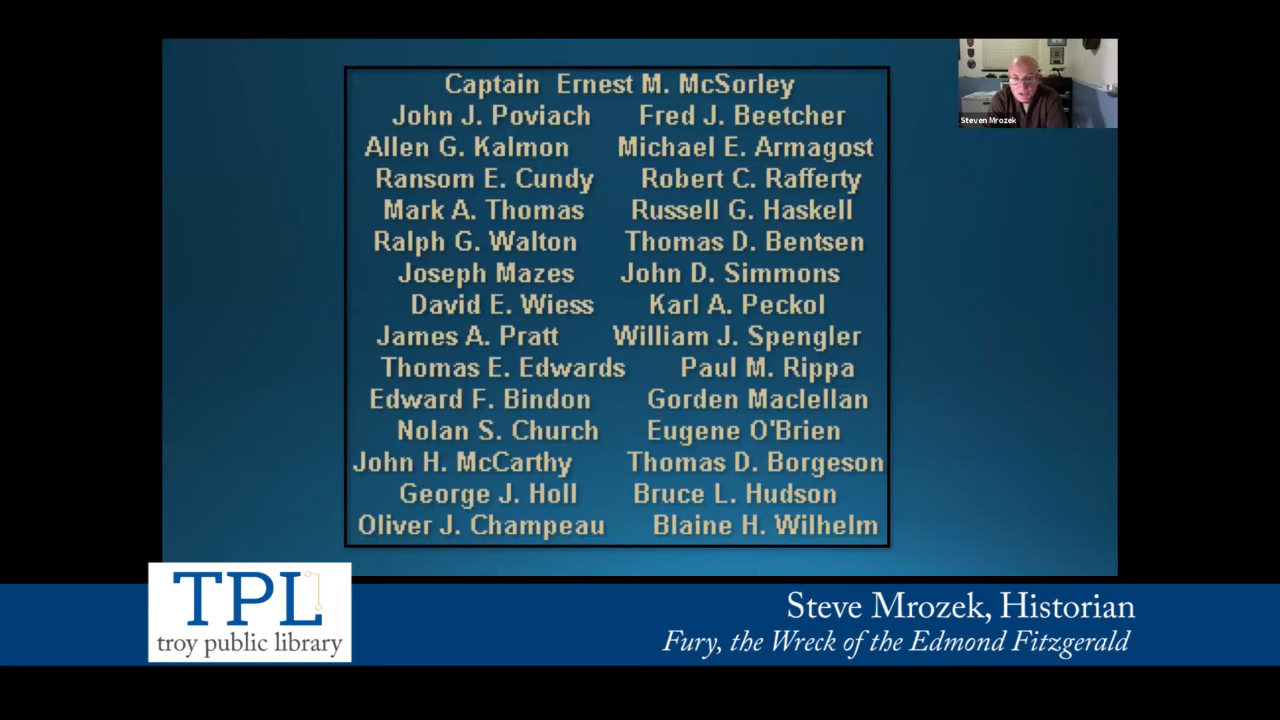 Captain Ernest M. McSorley
John J. Poviach Fred J. Beetcher
Allen G. Kalmon Michael E. Armagost
Ransom E. Cundy Robert C. Rafferty
Mark A. Thomas Russell G. Haskell
Ralph G. Walton Thomas D. Bentsen
Joseph Mazes John D. Simmons
David E. Wiess Karl A. Peckol
James A. Pratt William J. Spengler
Thomas E. Edwards Paul M. Rippa
Edward F. Bindon Gorden Maclellan
Nolan S. Church Eugene O'Brien
John H. McCarthy Thomas D. Borgeson
George J. Holl Bruce L. Hudson
Oliver J. Champeau Blaine H. Wilhelm
Steven Mrozek
TPL
troy public library
Steve Mrozek, Historian
Fury, the Wreck of the Edmond Fitzgerald